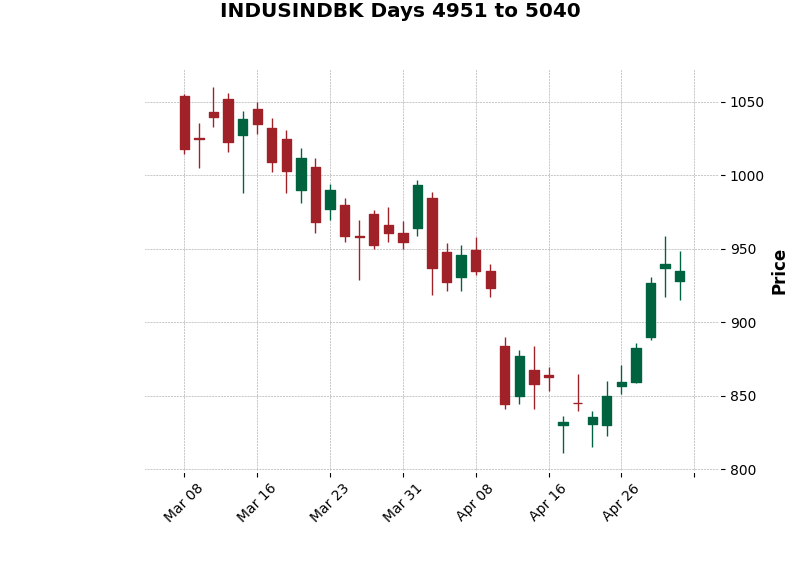 INDUSINDBK Days 4951 to 5040
1050
1000
950
900
850
800
Price
Mar 08
Mar 16
Mar 23
Mar 31
Apr 08
Apr 16
Apr 26